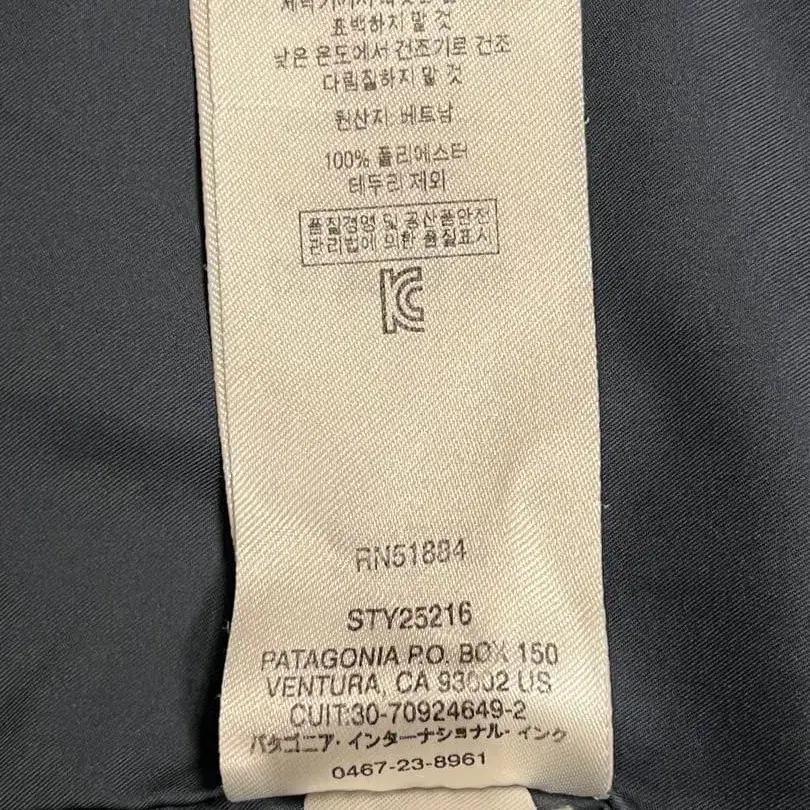 표백하지 말 것
낮은 온도에서 건조기로 건조
다림질하지 말 것
원산지 베트남
100% 폴리에스터
테두리 제외
품질경영 및 공산품안전
관리법에 의한 품질표시
KC
RN51884
STY25216
PATAGONIA P.O. BOX 150
VENTURA, CA 93002 US
CUIT:30-70924649-2
パタゴニア・インターナショナル・インク
0467-23-8961